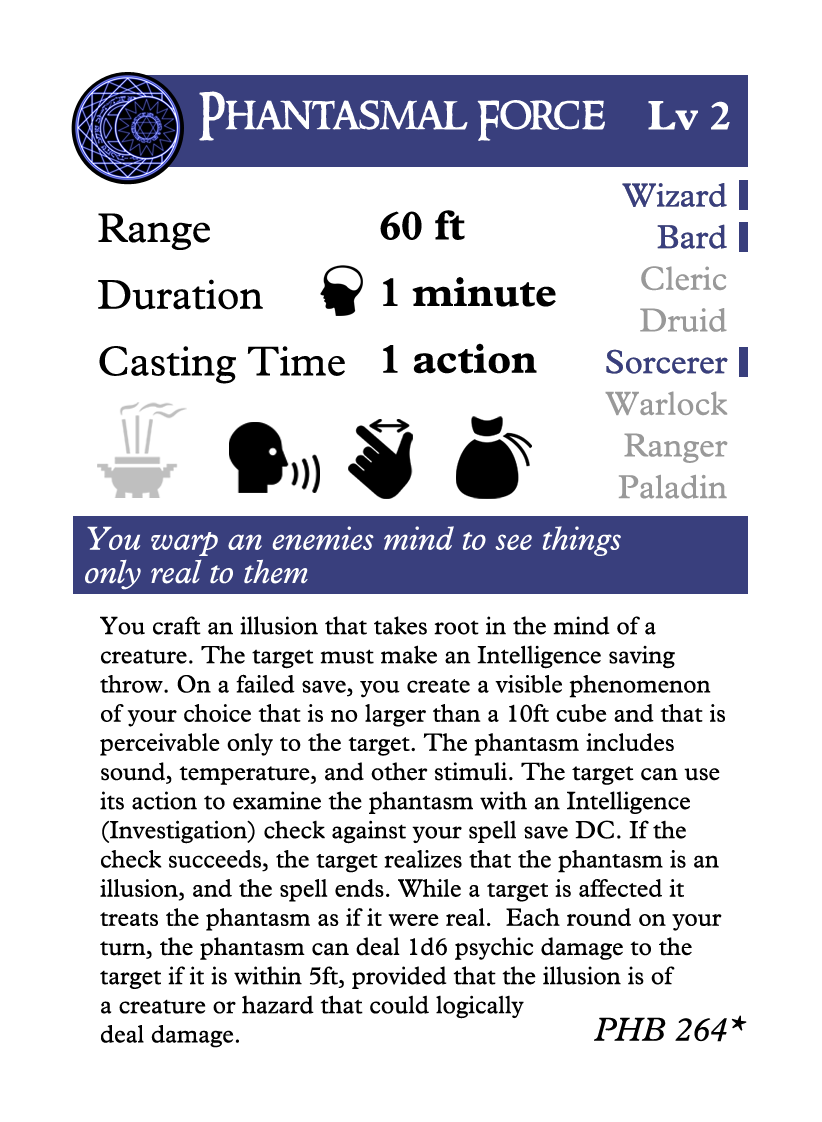 PHANTASMAL FORCE Lv 2
Range 60 ft
Duration 1 minute
Casting Time 1 action
Wizard
Bard
Cleric
Druid
Sorcerer
Warlock
Ranger
Paladin
You warp an enemies mind to see things
only real to them
You craft an illusion that takes root in the mind of a
creature. The target must make an Intelligence saving
throw. On a failed save, you create a visible phenomenon
of your choice that is no larger than a 10ft cube and that is
perceivable only to the target. The phantasm includes
sound, temperature, and other stimuli. The target can use
its action to examine the phantasm with an Intelligence
(Investigation) check against your spell save DC. If the
check succeeds, the target realizes that the phantasm is an
illusion, and the spell ends. While a target is affected it
treats the phantasm as if it were real.  Each round on your
turn, the phantasm can deal 1d6 psychic damage to the
target if it is within 5ft, provided that the illusion is of
a creature or hazard that could logically
deal damage.
PHB 264*